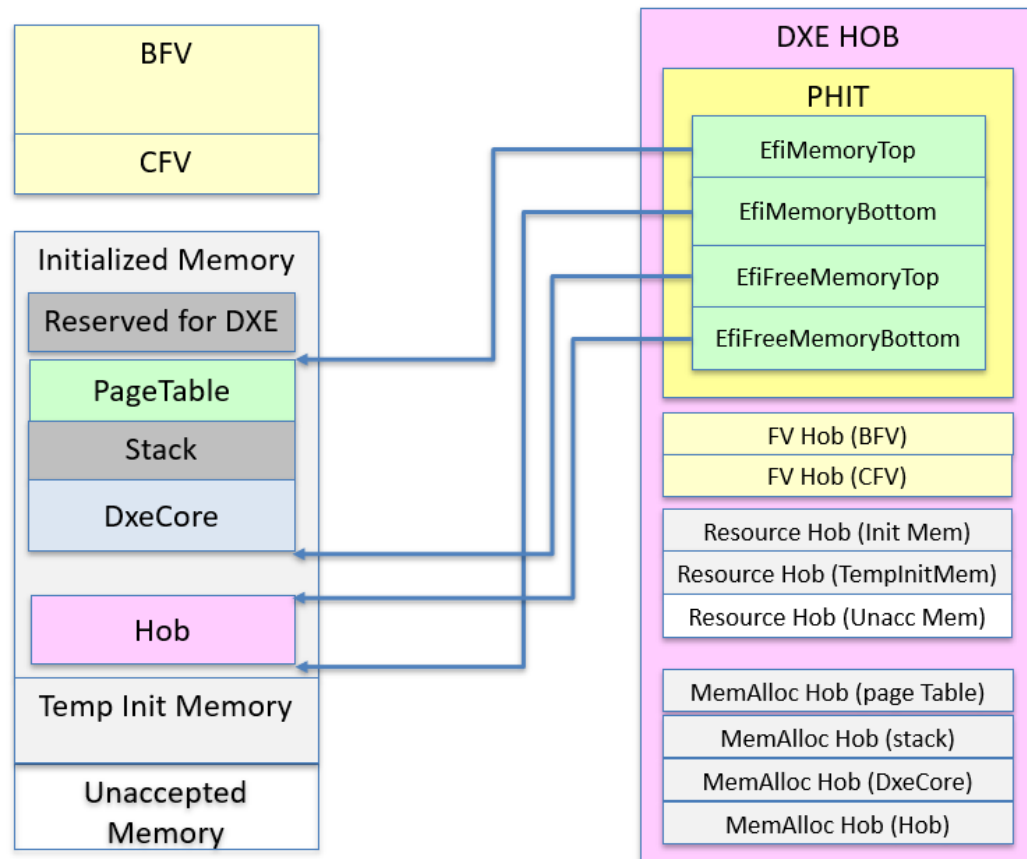 BFV
CFV
Initialized Memory
Reserved for DXE
PageTable
Stack
DxeCore
Hob
Temp Init Memory
Unaccepted
Memory
DXE HOB
PHIT
EfiMemoryTop
EfiMemoryBottom
EfiFreeMemoryTop
EfiFreeMemoryBottom
FV Hob (BFV)
FV Hob (CFV)
Resource Hob (Init Mem)
Resource Hob (TempInitMem)
Resource Hob (Unacc Mem)
MemAlloc Hob (page Table)
MemAlloc Hob (stack)
MemAlloc Hob (DxeCore)
MemAlloc Hob (Hob)